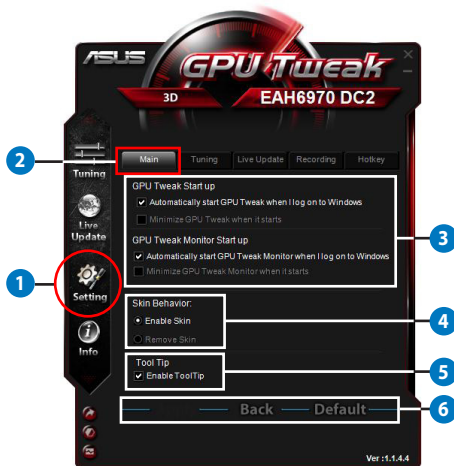 ASUS
GPU Tweak
3D
EAH6970 DC2
2
Main
Tuning
Live Update
Recording
Hotkey
Tuning
GPU Tweak Start up
Automatically start GPU Tweak when I log on to Windows
Minimize GPU Tweak when it starts
Live
Update
GPU Tweak Monitor Start up
3
Automatically start GPU Tweak Monitor when I log on to Windows
Minimize GPU Tweak Monitor when it starts
1
Setting
Skin Behavior:
Enable Skin
4
Remove Skin
Info
Tool Tip
Enable ToolTip
5
Back
Default
6
Ver :1.1.4.4